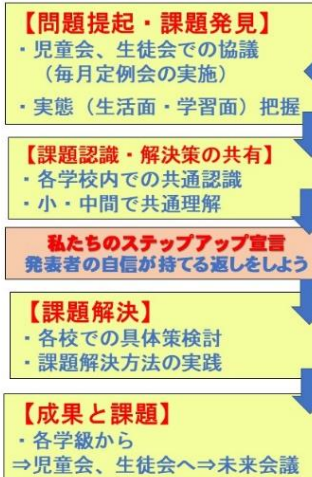 【問題提起・課題発見】
・児童会、生徒会での協議
（毎月定例会の実施）
・実態（生活面・学習面）把握
【課題認識・解決策の共有】
・各学校内での共通認識
・小・中間で共通理解
私たちのステップアップ宣言
発表者の自信が持てる返しをしよう
【課題解決】
・各校での具体策検討
・課題解決方法の実践
【成果と課題】
・各学級から
⇒児童会、生徒会へ⇒未来会議